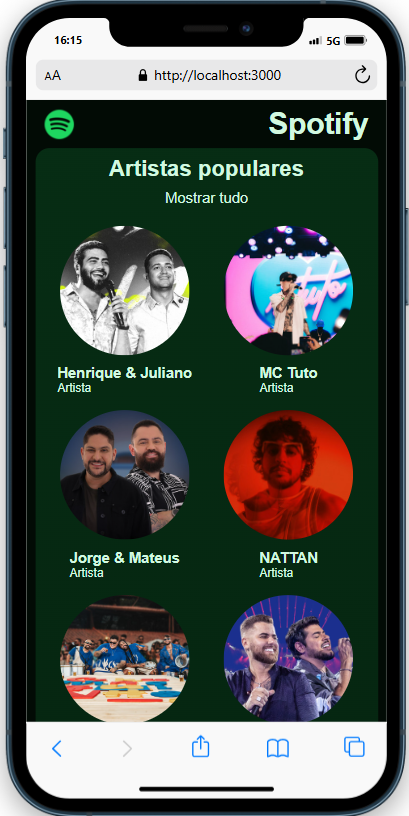 16:15
5G
AA
http://localhost:3000
Spotify
Artistas populares
Mostrar tudo
Henrique & Juliano
Artista
MC Tuto
Artista
Jorge & Mateus
Artista
NATTAN
Artista